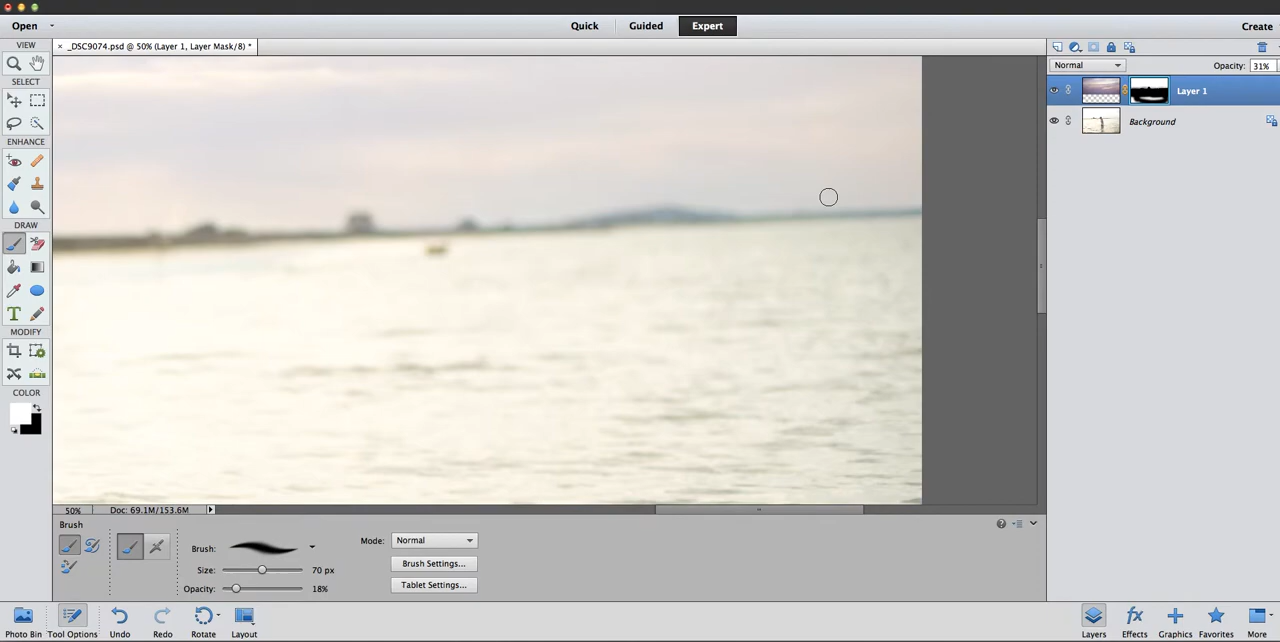 Open
Quick
Guided
Expert
Create
VIEW
× _DSC9074.psd @ 50% (Layer 1, Layer Mask/8) *
Normal
Opacity: 31%
SELECT
Layer 1
Background
ENHANCE
DRAW
T
MODIFY
COLOR
50%
Doc: 69.1M/153.6M
Brush
Brush:
Mode: Normal
Size: 70 px
Brush Settings...
Opacity: 18%
Tablet Settings...
Photo Bin
Tool Options
Undo
Redo
Rotate
Layout
Layers
fx
Effects
Graphics
Favorites
More